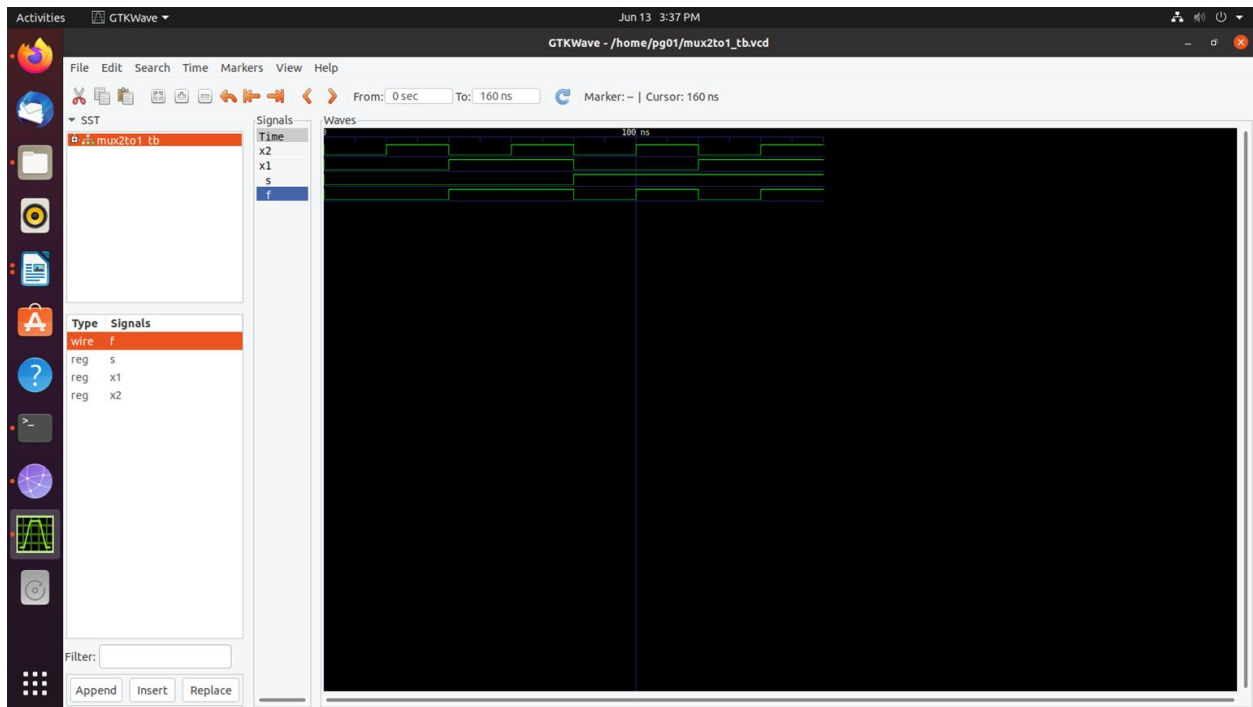 Activities GTKWave Jun 13 3:37 PM
GTKWave - /home/pg01/mux2to1_tb.vcd
File Edit Search Time Markers View Help
From: 0 sec To: 160 ns Marker: -- | Cursor: 160 ns
SST
mux2to1_tb
Type Signals
wire f
reg s
reg x1
reg x2
Filter:
Append Insert Replace
Signals
Time
x2
x1
s
f
Waves
100 ns